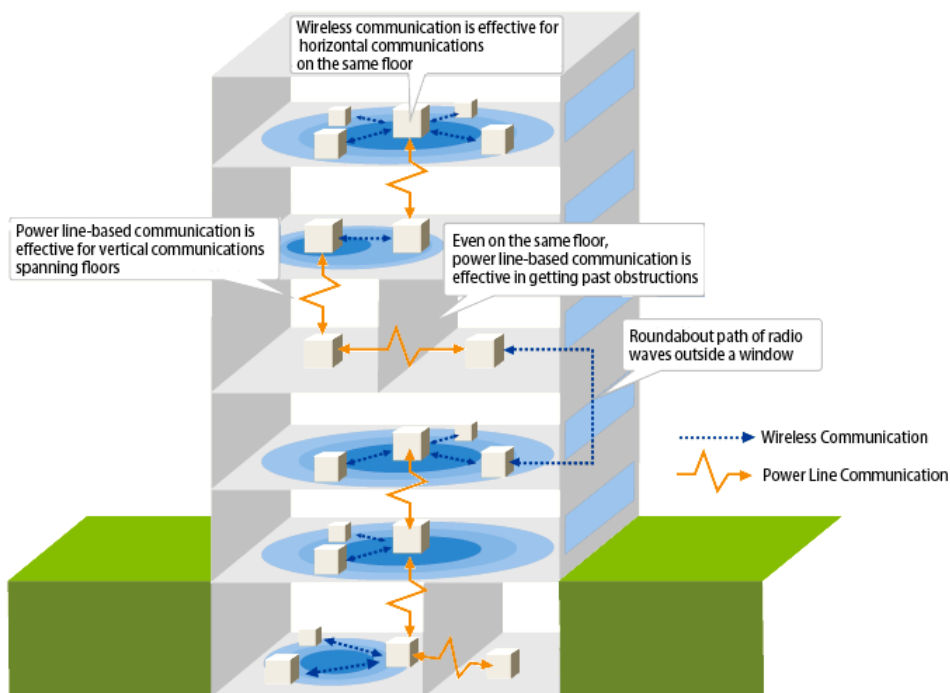 Wireless communication is effective for
horizontal communications
on the same floor
Power line-based communication is
effective for vertical communications
spanning floors
Even on the same floor,
power line-based communication is
effective in getting past obstructions
Roundabout path of radio
waves outside a window
Wireless Communication
Power Line Communication